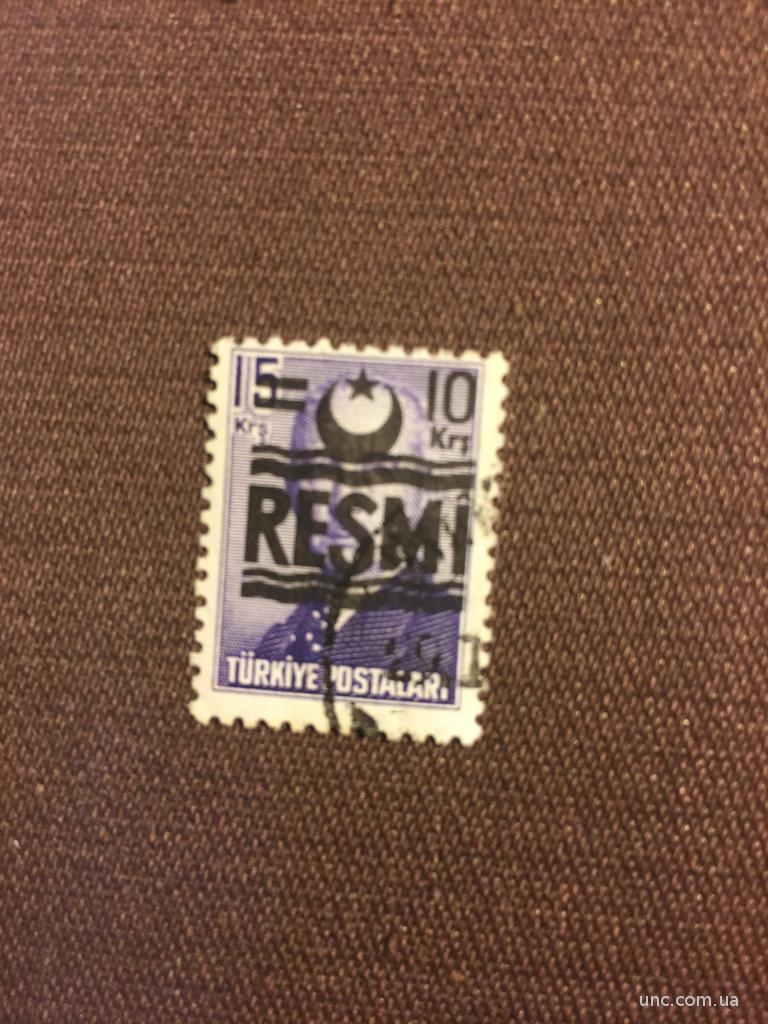 15 10
Krş Krş
RESMİ
TÜRKİYE POSTALARI
unc.com.ua